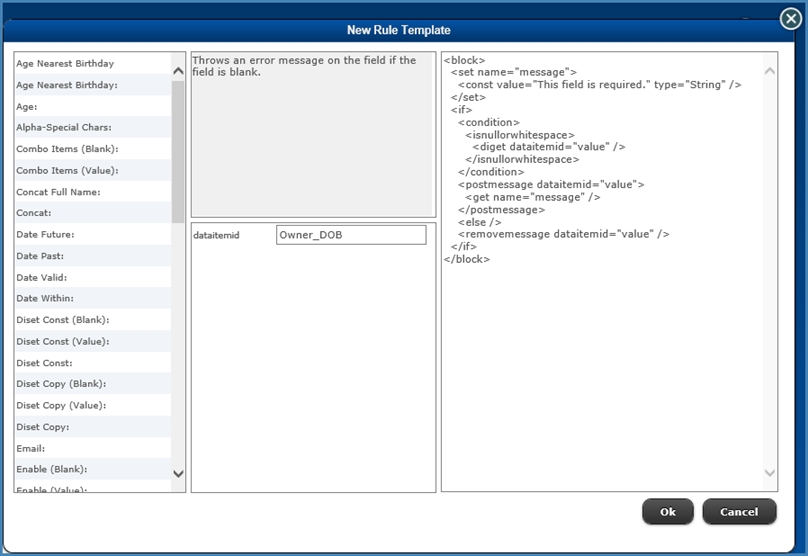 New Rule Template
Age Nearest Birthday
Age Nearest Birthday:
Age:
Alpha-Special Chars:
Combo Items (Blank):
Combo Items (Value):
Concat Full Name:
Concat:
Date Future:
Date Past:
Date Valid:
Date Within:
Diset Const (Blank):
Diset Const (Value):
Diset Const:
Diset Copy (Blank):
Diset Copy (Value):
Diset Copy:
Email:
Enable (Blank):
Enable (Value):
Throws an error message on the field if the
field is blank.
dataitemid
Owner_DOB
<block>
<set name="message">
<const value="This field is required." type="String" />
</set>
<if>
<condition>
<isnullorwhitespace>
<diget dataitemid="value" />
</isnullorwhitespace>
</condition>
<postmessage dataitemid="value">
<get name="message" />
</postmessage>
<else />
<removemessage dataitemid="value" />
</if>
</block>
Ok
Cancel